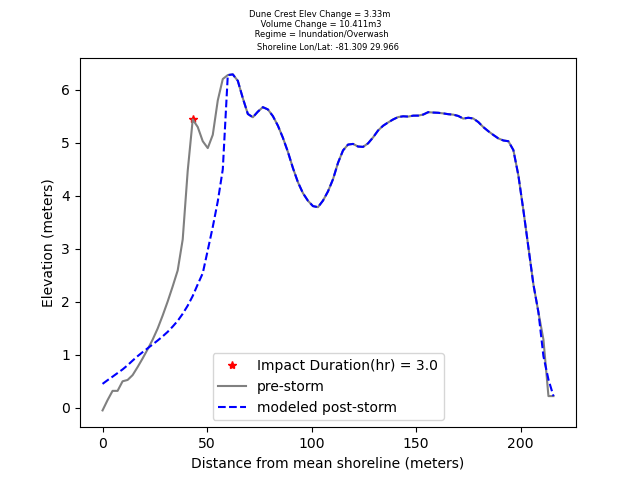 Dune Crest Elev Change = 3.33m
Volume Change = 10.411m3
Regime = Inundation/Overwash
Shoreline Lon/Lat: -81.309 29.966
Elevation (meters)
6
5
4
3
2
1
0
Impact Duration(hr) = 3.0
pre-storm
modeled post-storm
0 50 100 150 200
Distance from mean shoreline (meters)